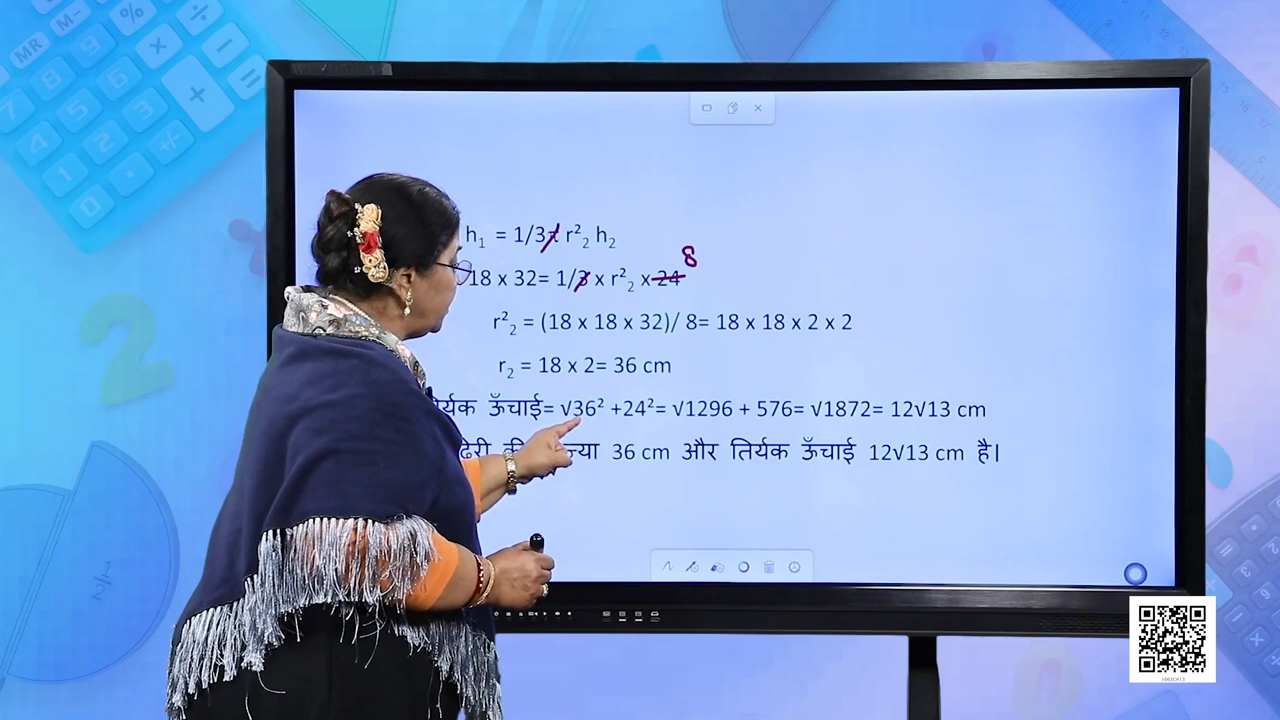 h₁ = 1/3π r²₂ h₂
8
18 x 32= 1/3 x r²₂ x 24
r²₂ = (18 x 18 x 32)/ 8= 18 x 18 x 2 x 2
r₂ = 18 x 2= 36 cm
ऊँचाई= √36² +24²= √1296 + 576= √1872= 12√13 cm
36 cm और तिर्यक ऊँचाई 12√13 cm है।
1063CH13